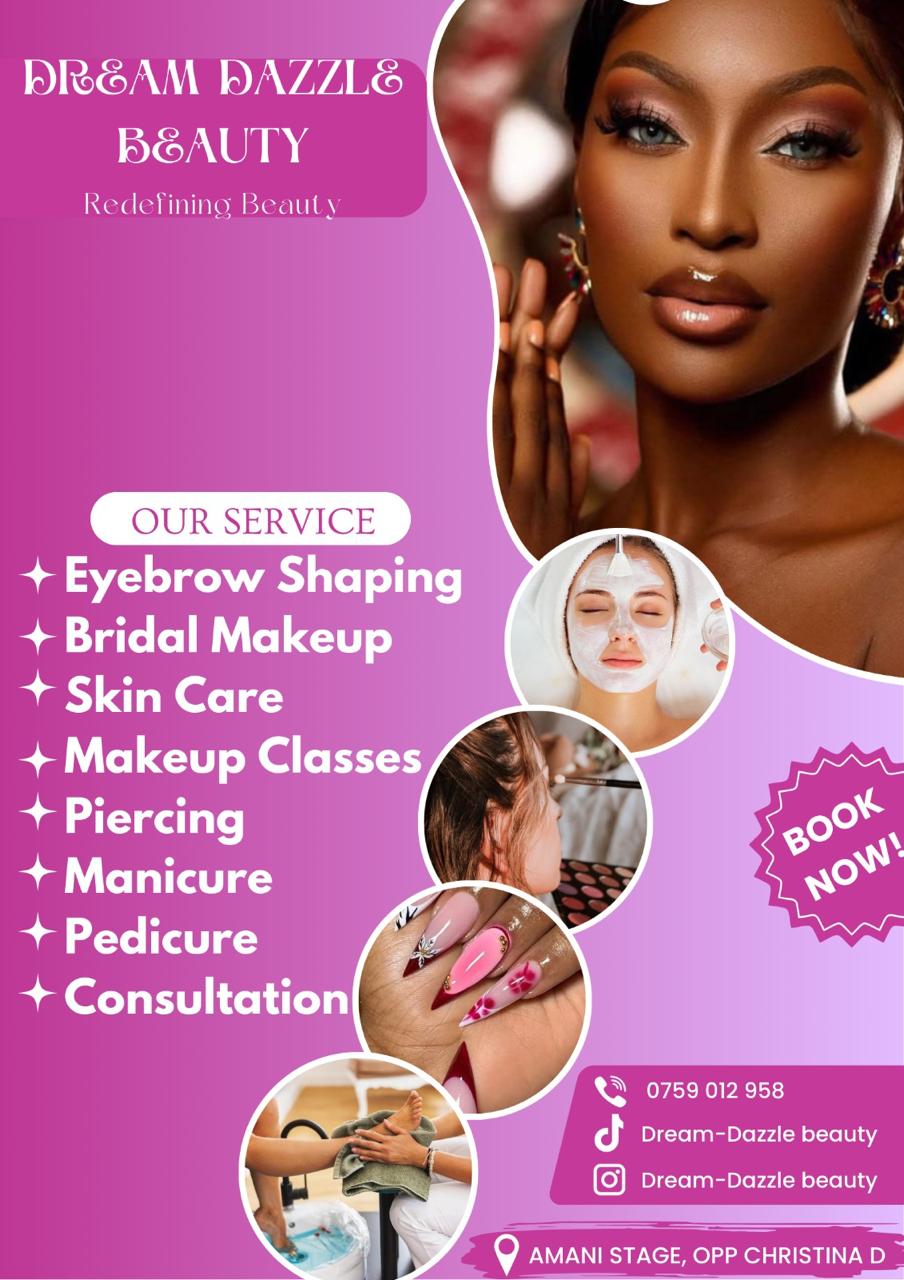 DREAM DAZZLE
BEAUTY
Redefining Beauty
OUR SERVICE
Eyebrow Shaping
Bridal Makeup
Skin Care
Makeup Classes
Piercing
Manicure
Pedicure
Consultation
BOOK
NOW!
0759 012 958
Dream-Dazzle beauty
Dream-Dazzle beauty
AMANI STAGE, OPP CHRISTINA D